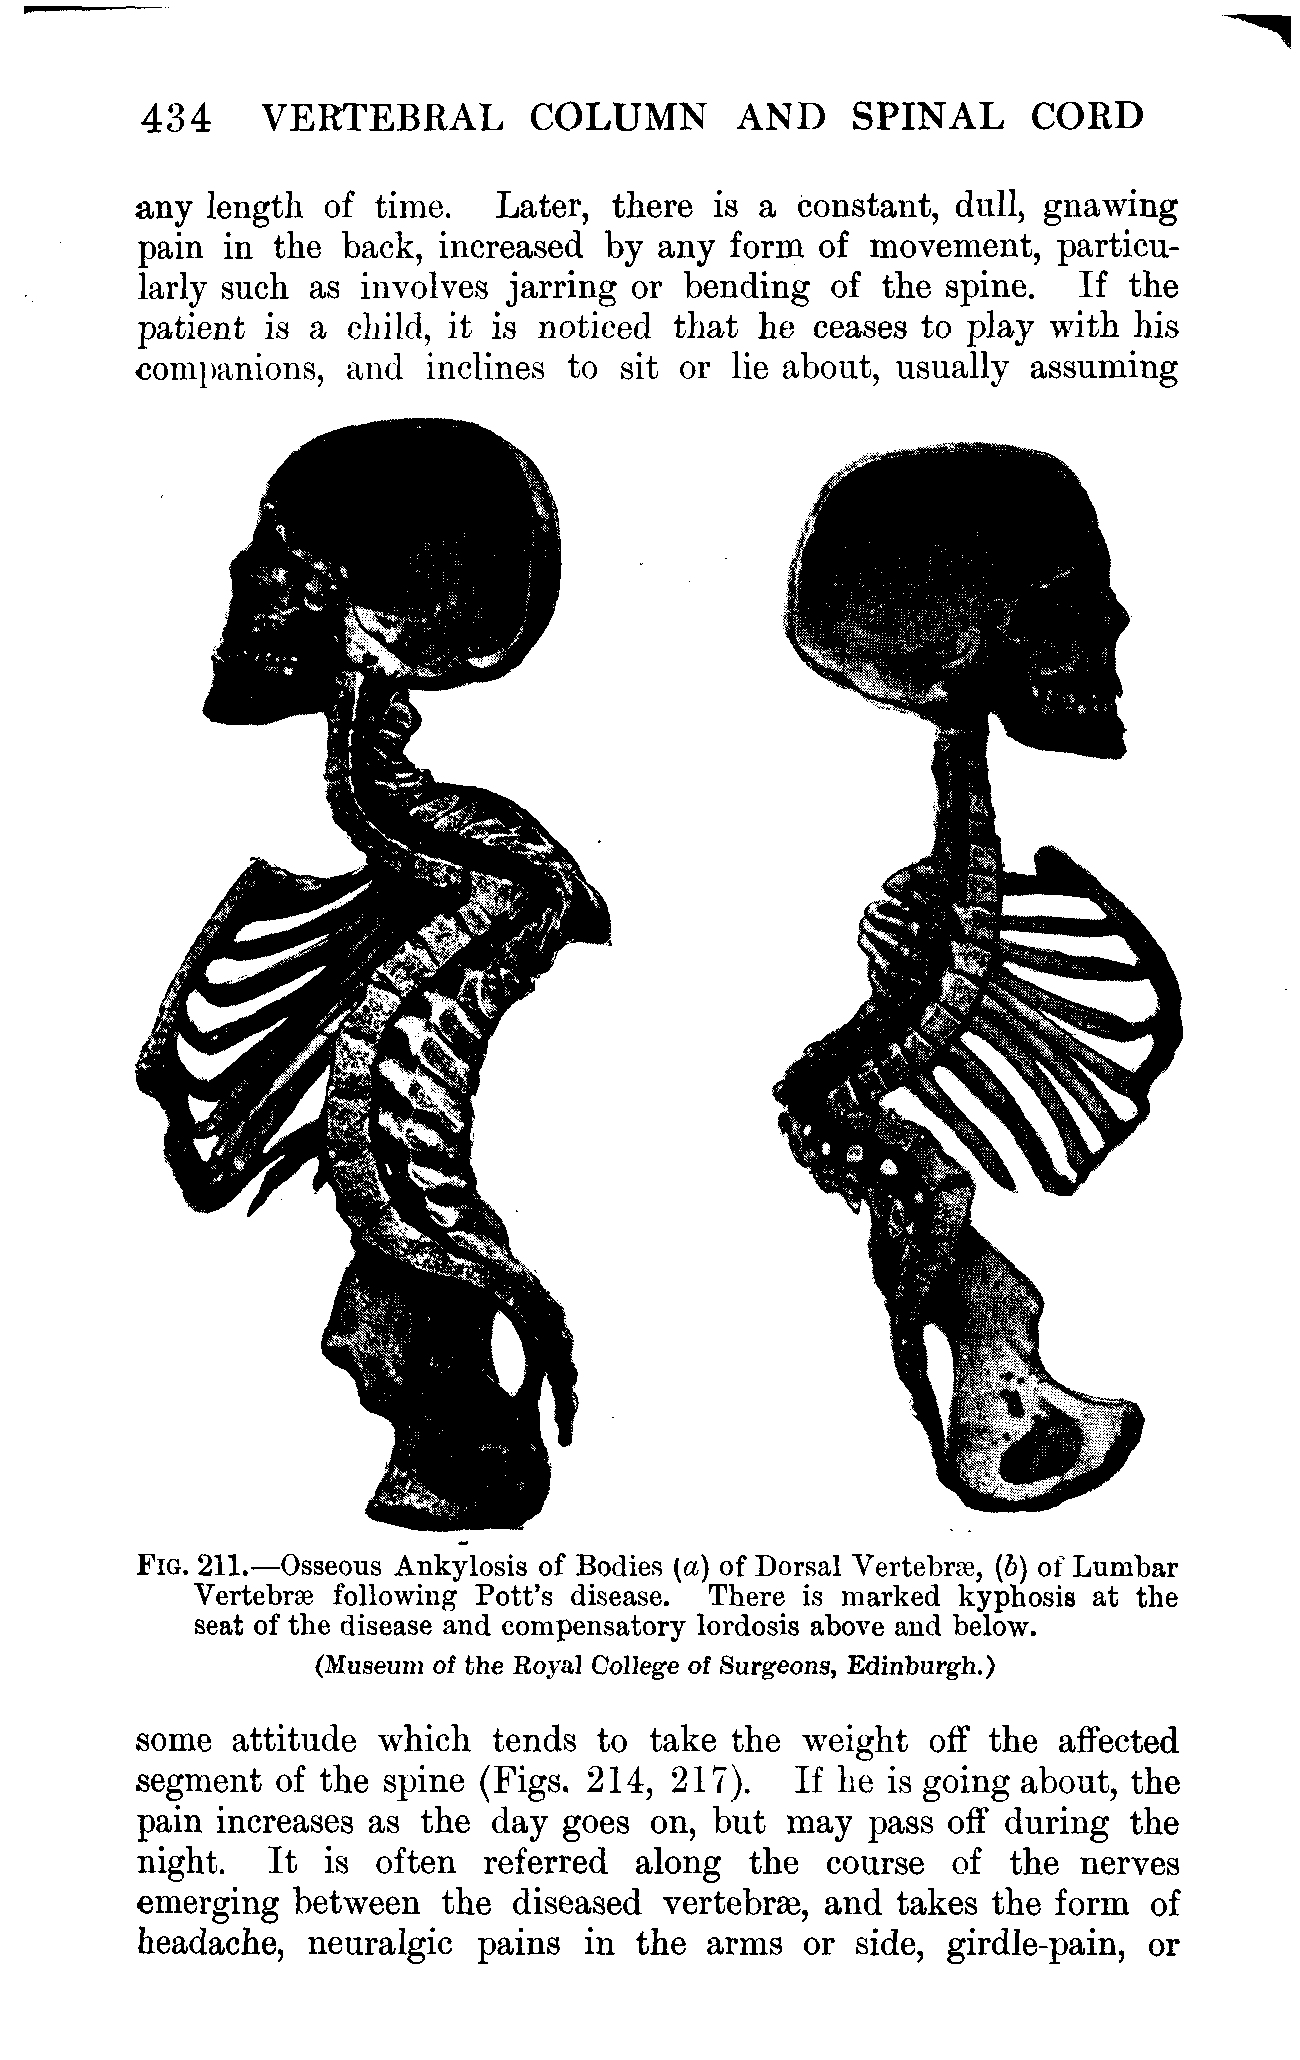 434 VERTEBRAL COLUMN AND SPINAL CORD
any length of time. Later, there is a constant, dull, gnawing
pain in the back, increased by any form of movement, particu-
larly such as involves jarring or bending of the spine. If the
patient is a child, it is noticed that he ceases to play with his
companions, and inclines to sit or lie about, usually assuming
FIG. 211.—Osseous Ankylosis of Bodies (a) of Dorsal Vertebræ, (b) of Lumbar
Vertebræ following Pott's disease. There is marked kyphosis at the
seat of the disease and compensatory lordosis above and below.
(Museum of the Royal College of Surgeons, Edinburgh.)
some attitude which tends to take the weight off the affected
segment of the spine (Figs. 214, 217). If he is going about, the
pain increases as the day goes on, but may pass off during the
night. It is often referred along the course of the nerves
emerging between the diseased vertebræ, and takes the form of
headache, neuralgic pains in the arms or side, girdle-pain, or